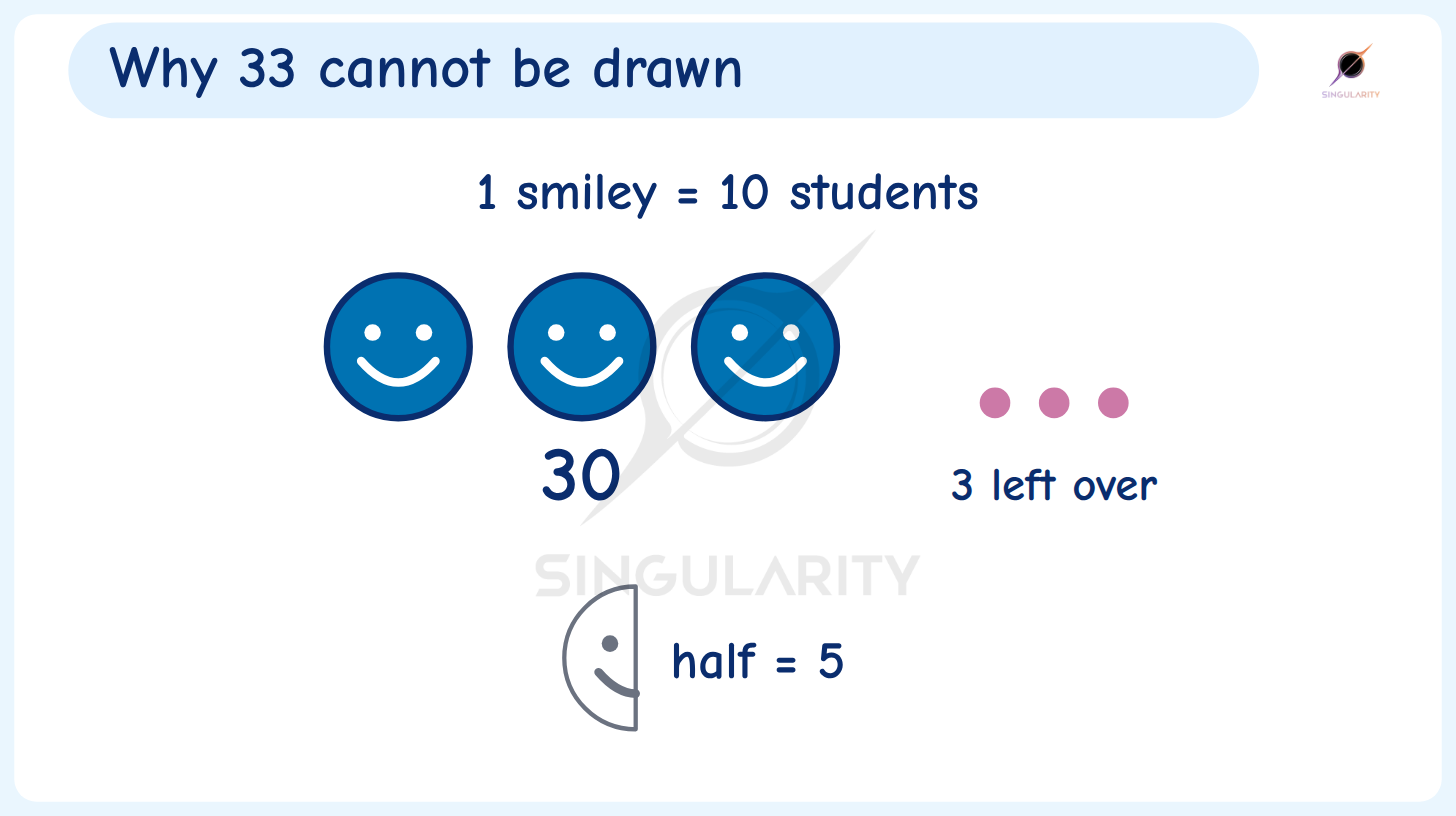 Why 33 cannot be drawn
SINGULARITY
1 smiley = 10 students
30
3 left over
SINGULARITY
half = 5